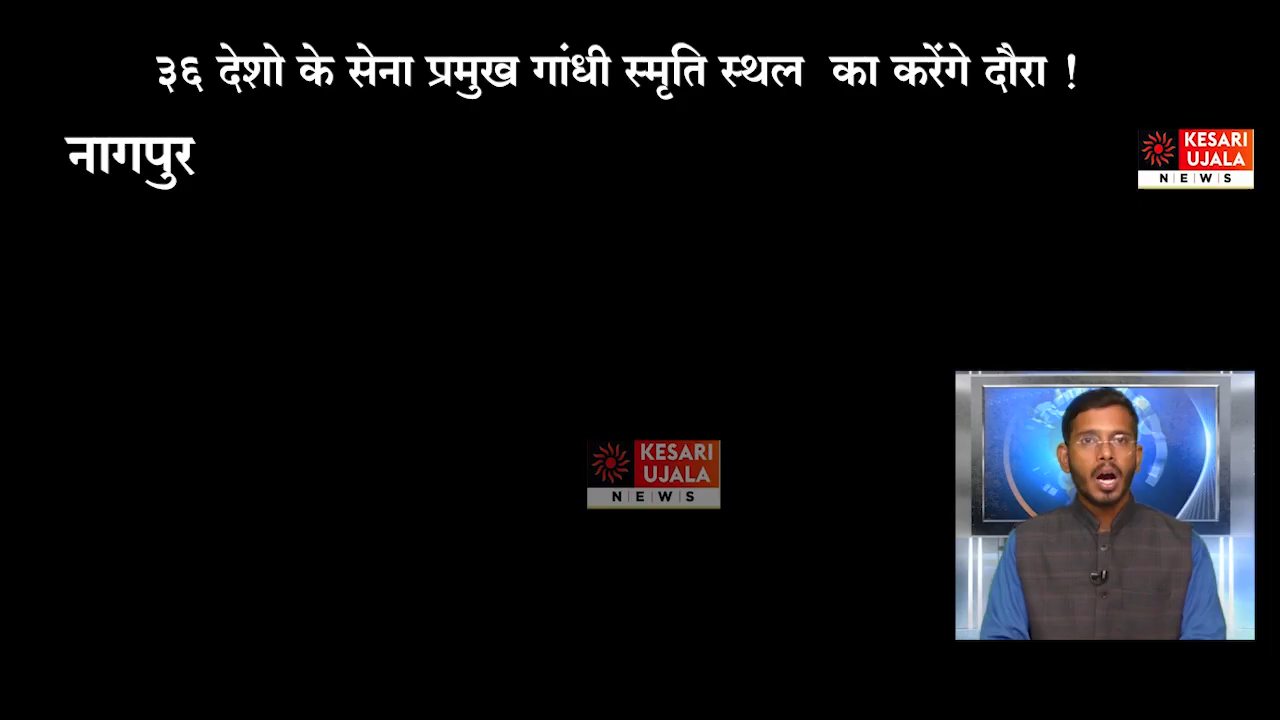 ३६ देशो के सेना प्रमुख गांधी स्मृति स्थल का करेंगे दौरा !
नागपुर
KESARI
UJALA
NEWS
KESARI
UJALA
NEWS